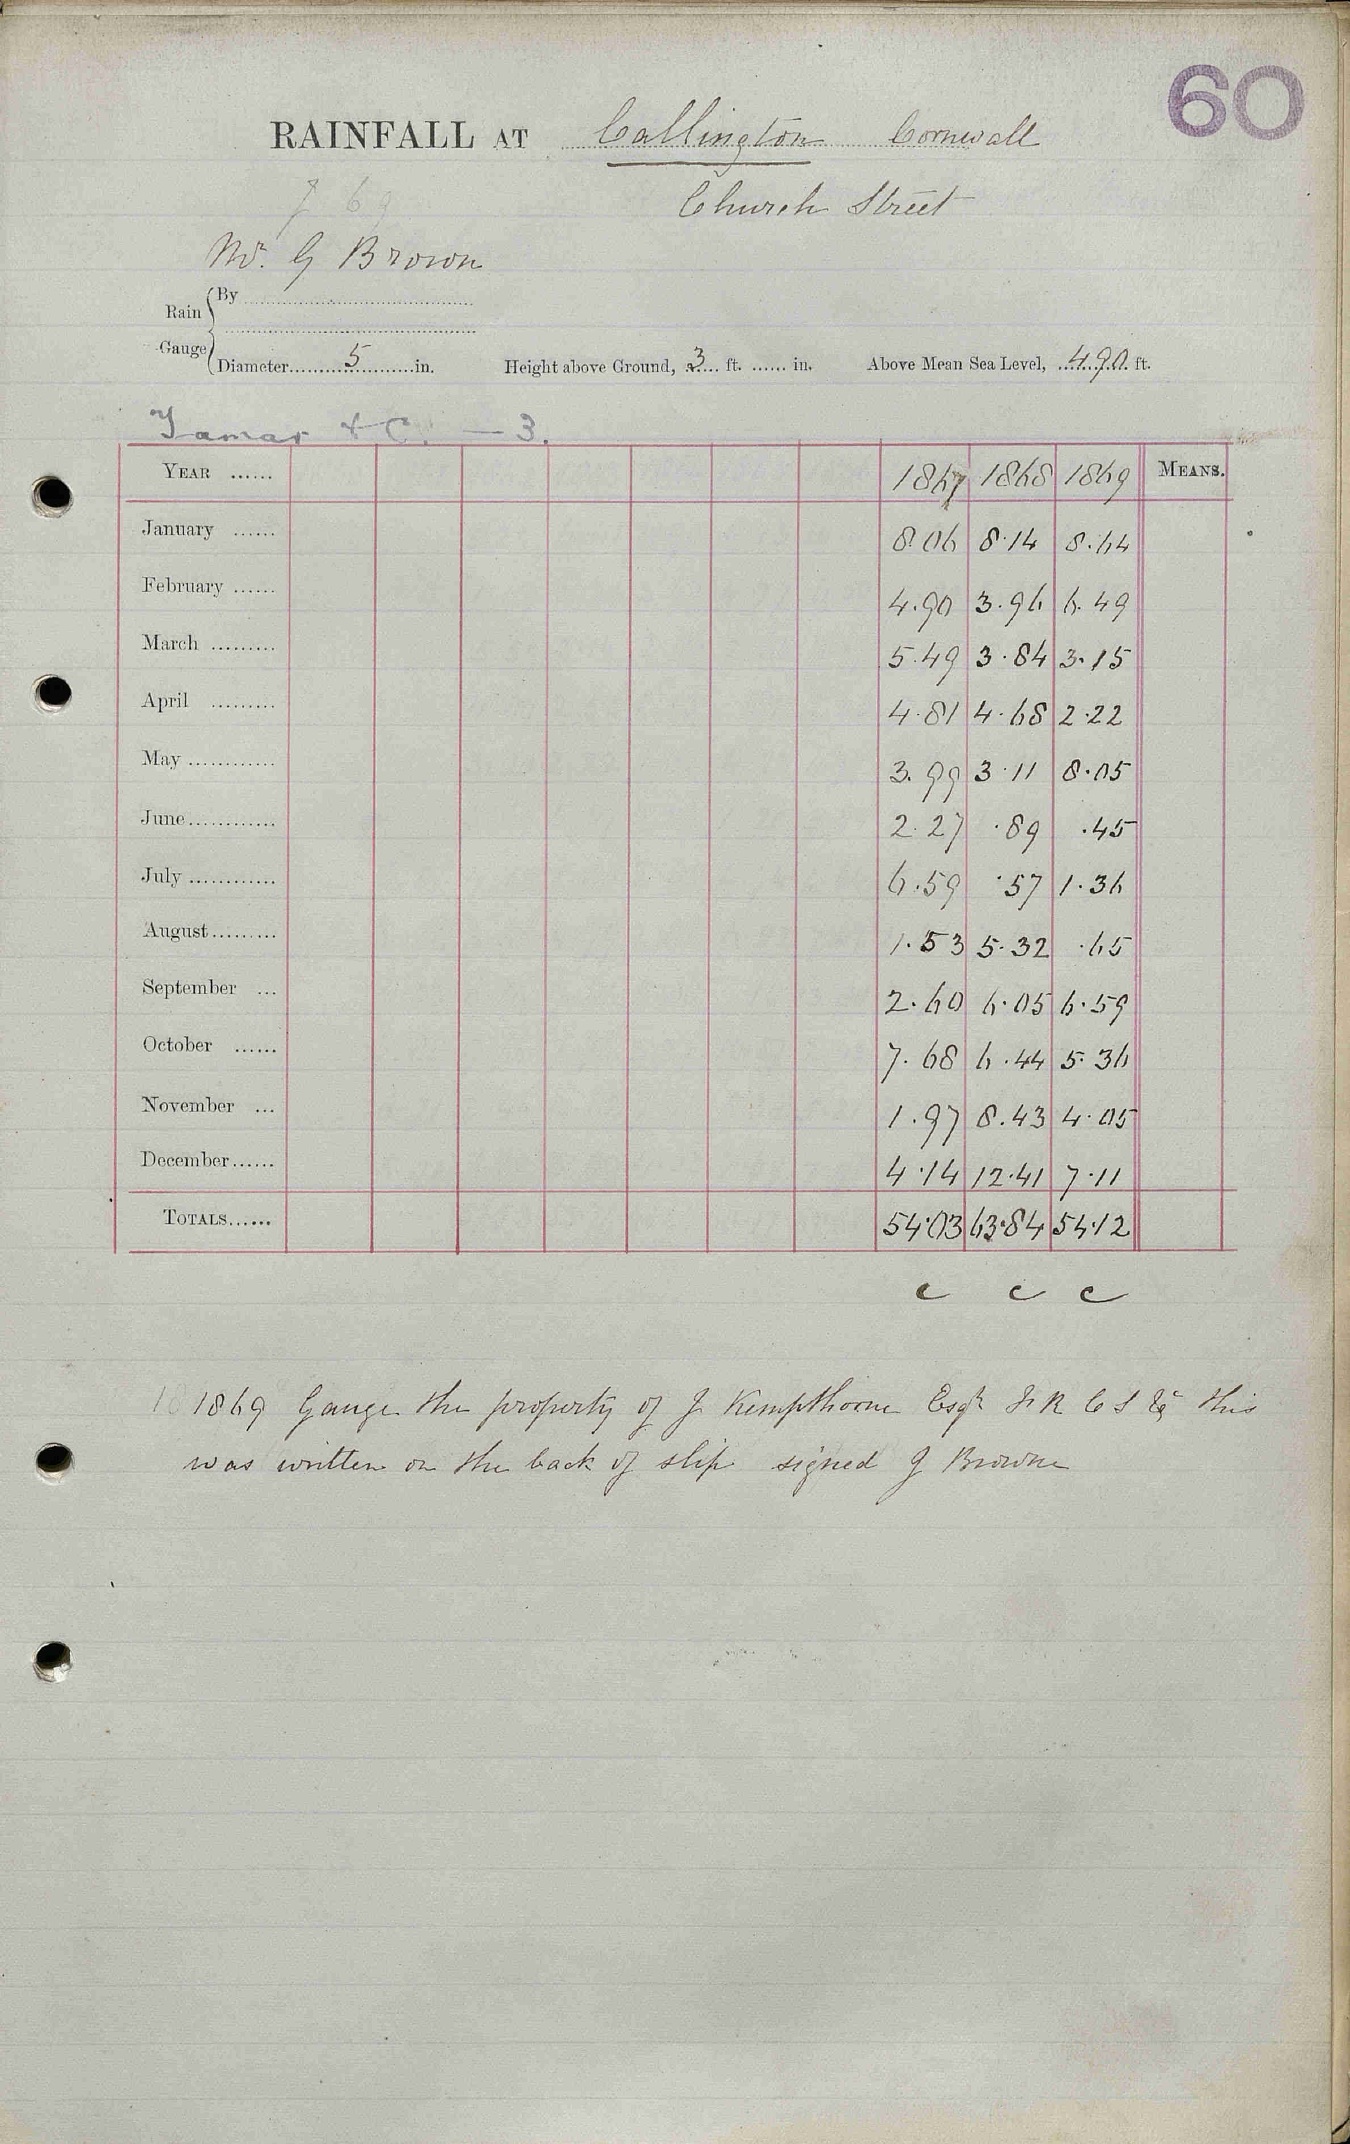 60
RAINFALL AT Callington Cornwall
Church Street
Mr. G Brown
Rain Gauge { By
Diameter 5 in. Height above Ground, 3 ft. ...... in. Above Mean Sea Level, 490 ft.
Tamar & C. — 3.
YEAR ...... 1867 1868 1869 MEANS.
January ...... 8.06 8.14 8.64
February ...... 4.90 3.96 6.49
March ......... 5.49 3.84 3.15
April ......... 4.81 4.68 2.22
May ............ 3.99 3.11 8.05
June ............ 2.27 .89 .45
July ............ 6.59 .57 1.36
August ......... 1.53 5.32 .65
September ... 2.60 6.05 6.59
October ...... 7.68 6.44 5.36
November ... 1.97 8.43 4.05
December ...... 4.14 12.41 7.11
TOTALS ...... 54.03 63.84 54.12
c c c
1869 Gauge the property of J Kempthorne Esqr F R C S &c this
was written on the back of slip signed G Browne